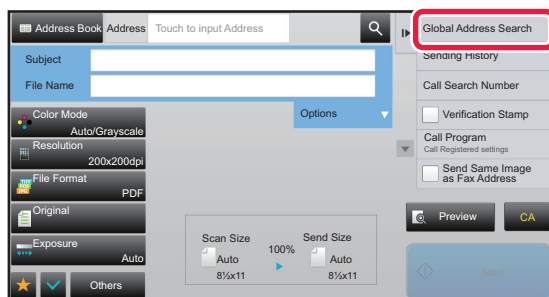 Address Book
Address
Touch to input Address
Global Address Search
Subject
Sending History
File Name
Call Search Number
Color Mode
Auto/Grayscale
Options
Verification Stamp
Resolution
200x200dpi
Call Program
Call Registered settings
File Format
PDF
Send Same Image
as Fax Address
Original
Preview
CA
Exposure
Auto
Scan Size
100%
Send Size
Auto
Auto
8½x11
8½x11
Start
Others